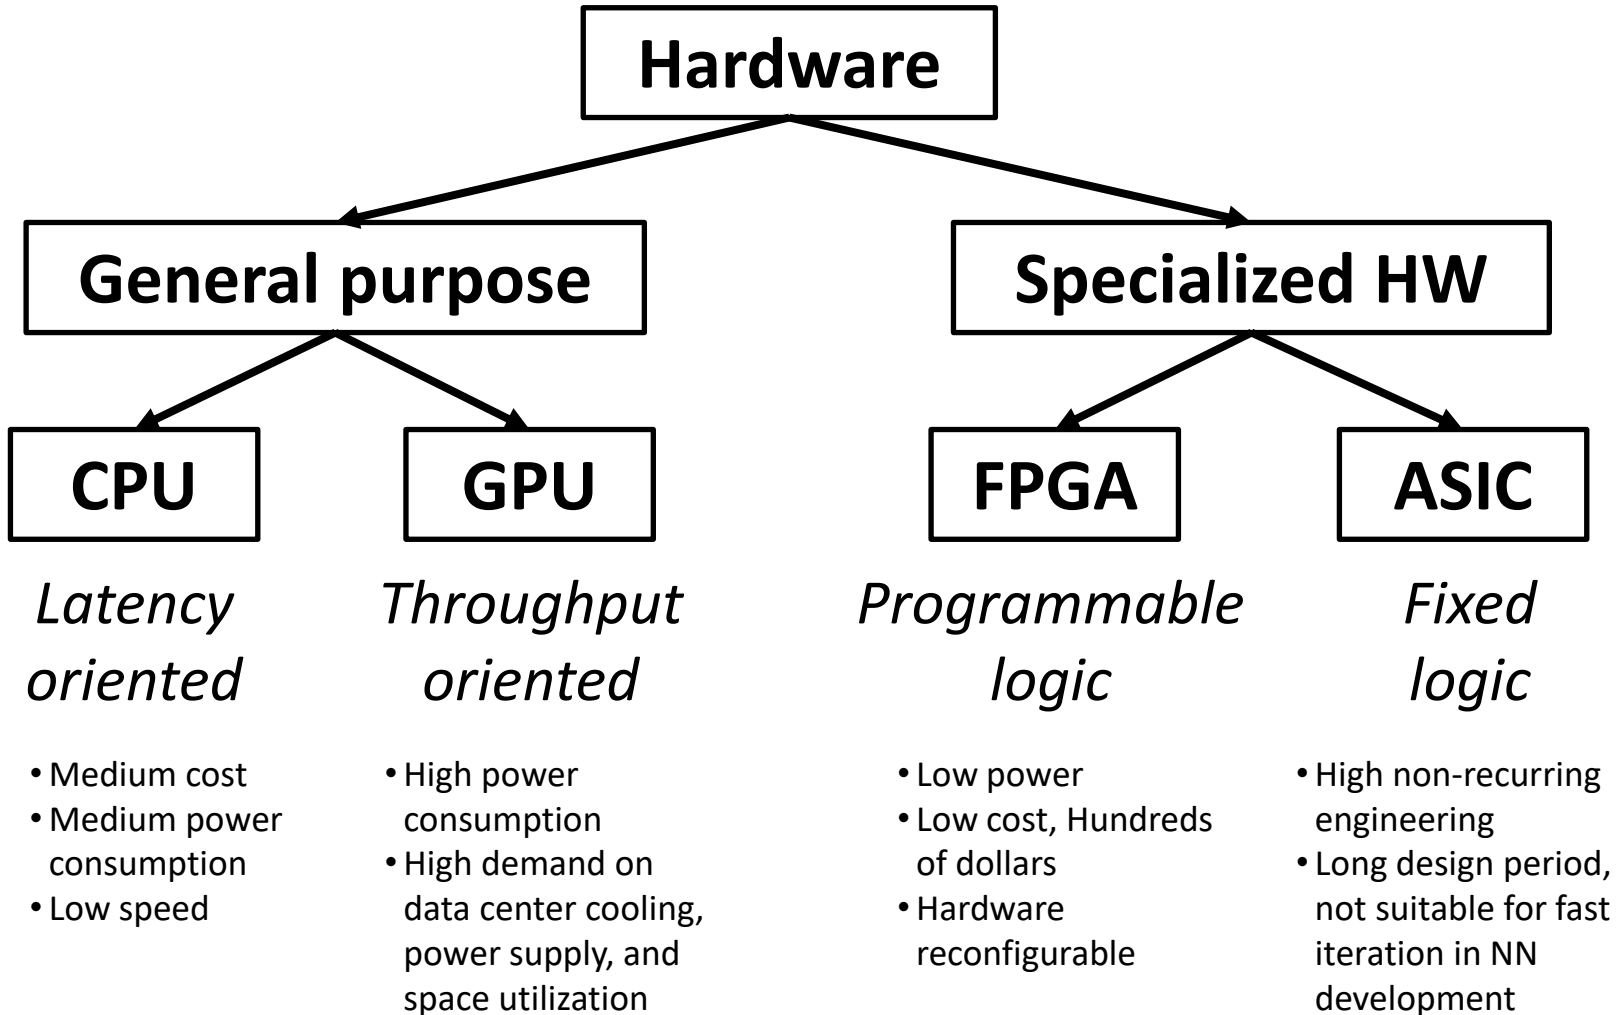 Hardware
General purpose
Specialized HW
CPU
GPU
FPGA
ASIC
Latency
oriented
Throughput
oriented
Programmable
logic
Fixed
logic
• Medium cost
• Medium power
consumption
• Low speed
• High power
consumption
• High demand on
data center cooling,
power supply, and
space utilization
• Low power
• Low cost, Hundreds
of dollars
• Hardware
reconfigurable
• High non-recurring
engineering
• Long design period,
not suitable for fast
iteration in NN
development